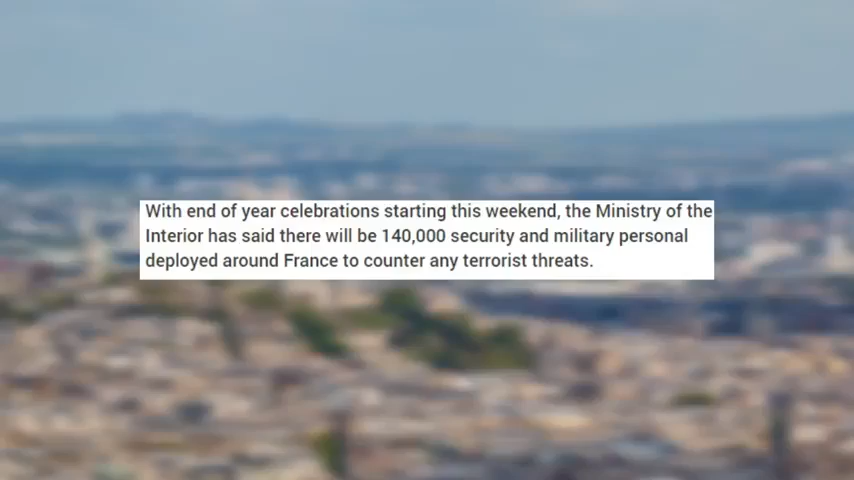 With end of year celebrations starting this weekend, the Ministry of the
Interior has said there will be 140,000 security and military personal
deployed around France to counter any terrorist threats.